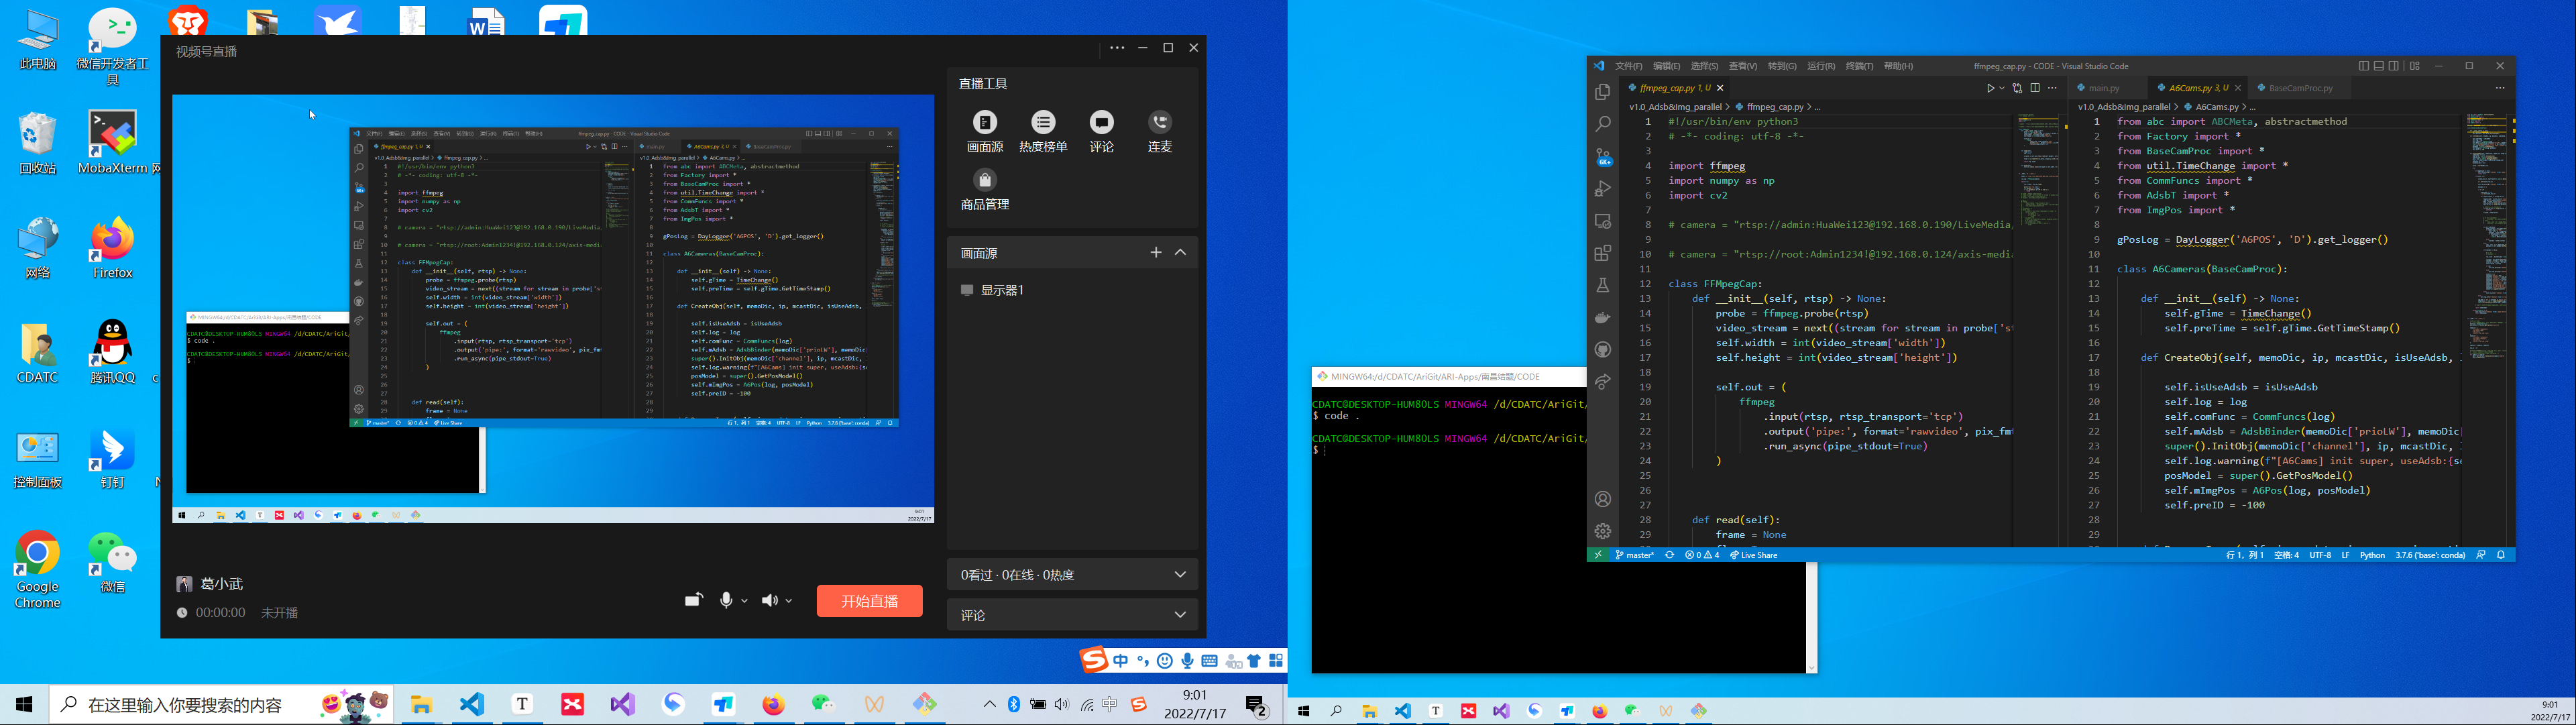 此电脑
微信开发者工具
回收站
MobaXterm
网络
Firefox
CDATC
腾讯QQ
控制面板
钉钉
Google Chrome
微信
视频号直播
直播工具
画面源
热度榜单
评论
连麦
商品管理
画面源
显示器1
0看过 · 0在线 · 0热度
评论
葛小武
00:00:00 未开播
开始直播
中
在这里输入你要搜索的内容
中
9:01
2022/7/17
2
MINGW64:/d/CDATC/AriGit/ARI-Apps/南昌结题/CODE
CDATC@DESKTOP-HUM8OLS MINGW64 /d/CDATC/AriGit/
$ code .
CDATC@DESKTOP-HUM8OLS MINGW64 /d/CDATC/AriGit/
$
文件(F) 编辑(E) 选择(S) 查看(V) 转到(G) 运行(R) 终端(T) 帮助(H)
ffmpeg_cap.py - CODE - Visual Studio Code
ffmpeg_cap.py 1, U
v1.0_Adsb&Img_parallel > ffmpeg_cap.py > ...
1 #!/usr/bin/env python3
2 # -*- coding: utf-8 -*-
3
4 import ffmpeg
5 import numpy as np
6 import cv2
7
8 # camera = "rtsp://admin:HuaWei123@192.168.0.190/LiveMedia,
9
10 # camera = "rtsp://root:Admin1234!@192.168.0.124/axis-medi
11
12 class FFMpegCap:
13 def __init__(self, rtsp) -> None:
14 probe = ffmpeg.probe(rtsp)
15 video_stream = next((stream for stream in probe['st
16 self.width = int(video_stream['width'])
17 self.height = int(video_stream['height'])
18
19 self.out = (
20 ffmpeg
21 .input(rtsp, rtsp_transport='tcp')
22 .output('pipe:', format='rawvideo', pix_fmt
23 .run_async(pipe_stdout=True)
24 )
25
26
27
28 def read(self):
29 frame = None
main.py
A6Cams.py 3, U
BaseCamProc.py
v1.0_Adsb&Img_parallel > A6Cams.py > ...
1 from abc import ABCMeta, abstractmethod
2 from Factory import *
3 from BaseCamProc import *
4 from util.TimeChange import *
5 from CommFuncs import *
6 from AdsbT import *
7 from ImgPos import *
8
9 gPosLog = DayLogger('A6POS', 'D').get_logger()
10
11 class A6Cameras(BaseCamProc):
12
13 def __init__(self) -> None:
14 self.gTime = TimeChange()
15 self.preTime = self.gTime.GetTimeStamp()
16
17 def CreateObj(self, memoDic, ip, mcastDic, isUseAdsb,
18
19 self.isUseAdsb = isUseAdsb
20 self.log = log
21 self.comFunc = CommFuncs(log)
22 self.mAdsb = AdsbBinder(memoDic['prioLW'], memoDic[
23 super().InitObj(memoDic['channel'], ip, mcastDic,
24 self.log.warning(f"[A6Cams] init super, useAdsb:{se
25 posModel = super().GetPosModel()
26 self.mImgPos = A6Pos(log, posModel)
27 self.preID = -100
28
29
master* 0 4 Live Share
行 1, 列 1 空格: 4 UTF-8 LF Python 3.7.6 ('base': conda)
9:01
2022/7/17